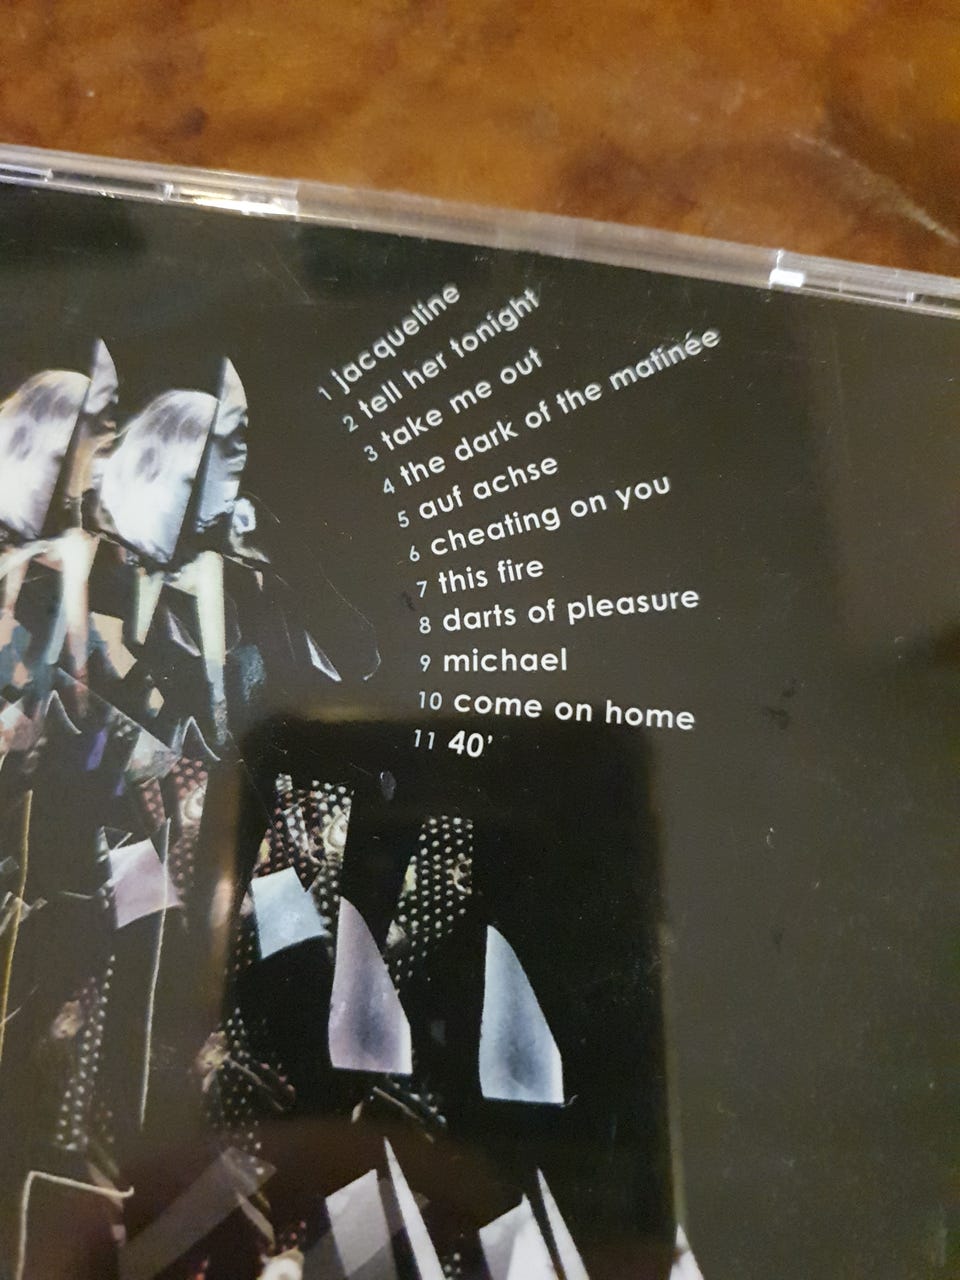 1 jacqueline
2 tell her tonight
3 take me out
4 the dark of the matinée
5 auf achse
6 cheating on you
7 this fire
8 darts of pleasure
9 michael
10 come on home
11 40'